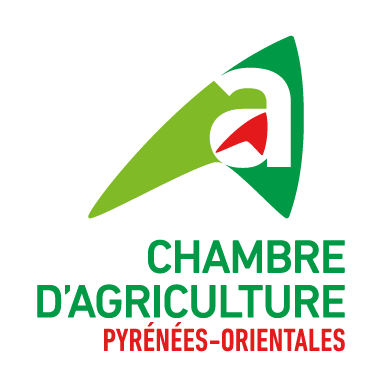 a
CHAMBRE
D'AGRICULTURE
PYRÉNÉES-ORIENTALES